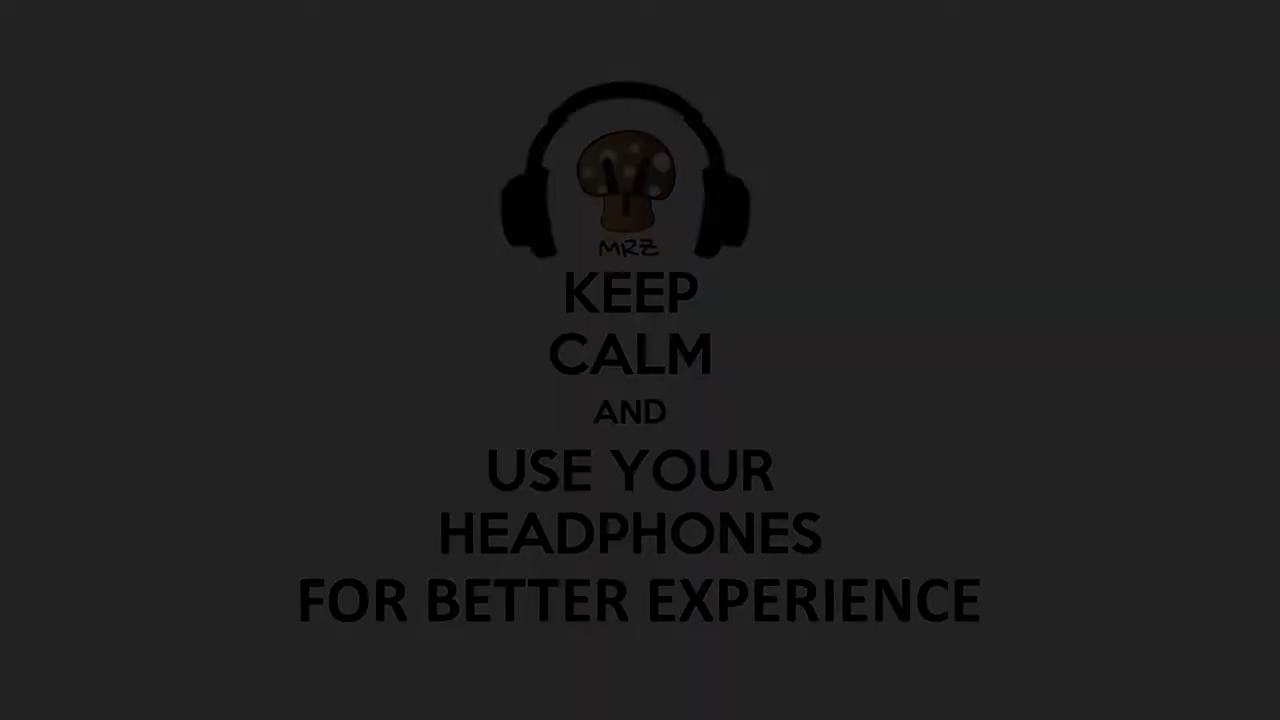 MRZ
KEEP
CALM
AND
USE YOUR
HEADPHONES
FOR BETTER EXPERIENCE